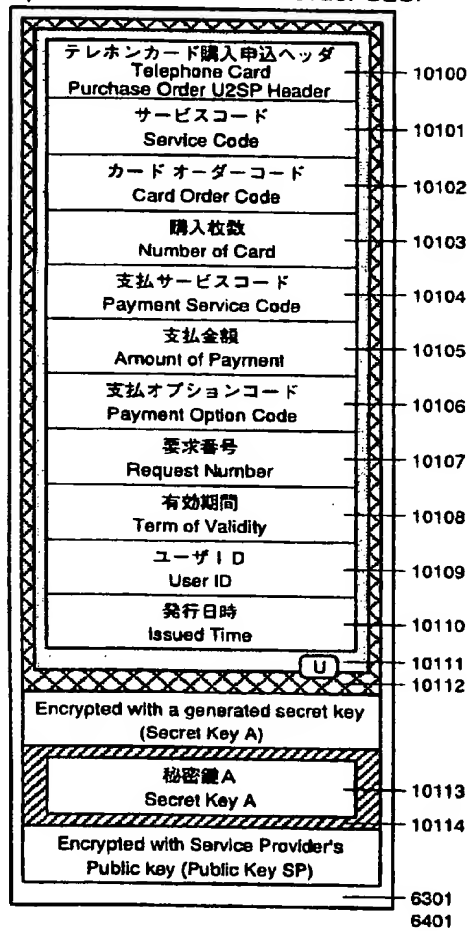 テレホンカード購入申込ヘッダ
Telephone Card
Purchase Order U2SP Header
10100
サービスコード
Service Code
10101
カード オーダーコード
Card Order Code
10102
購入枚数
Number of Card
10103
支払サービスコード
Payment Service Code
10104
支払金額
Amount of Payment
10105
支払オプションコード
Payment Option Code
10106
要求番号
Request Number
10107
有効期間
Term of Validity
10108
ユーザID
User ID
10109
発行日時
Issued Time
10110
U
10111
10112
Encrypted with a generated secret key
(Secret Key A)
秘密鍵A
Secret Key A
10113
10114
Encrypted with Service Provider's
Public key (Public Key SP)
6301
6401